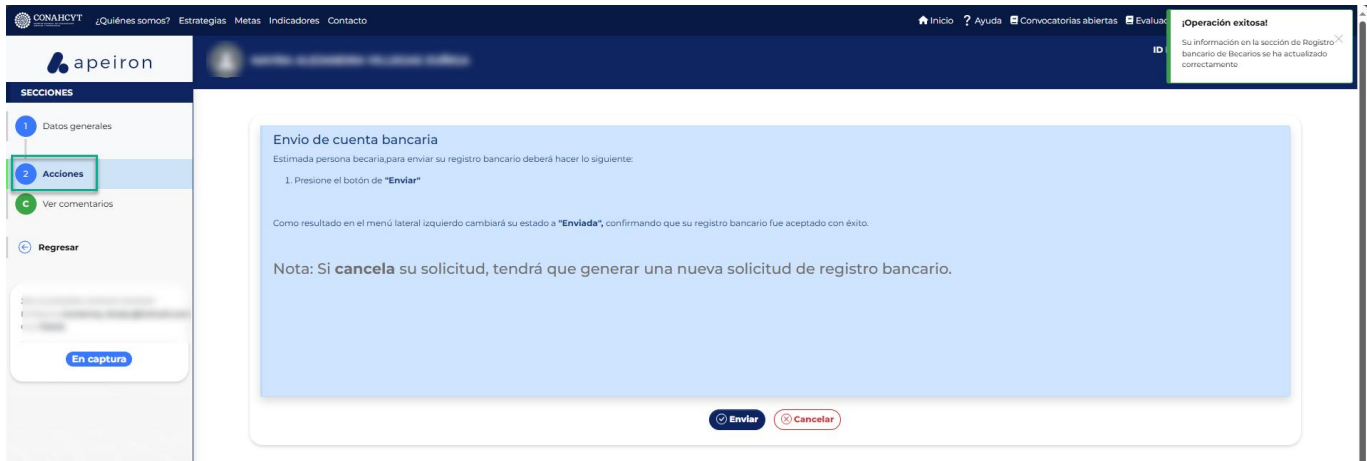 CONAHCYT ¿Quiénes somos? Estrategias Metas Indicadores Contacto
Inicio ? Ayuda Convocatorias abiertas Evaluac
¡Operación exitosa!
Su información en la sección de Registro
bancario de Becarios se ha actualizado
correctamente
apeiron
ID
SECCIONES
1 Datos generales
2 Acciones
C Ver comentarios
Regresar
En captura
Envio de cuenta bancaria
Estimada persona becaria,para enviar su registro bancario deberá hacer lo siguiente:
1. Presione el botón de "Enviar"
Como resultado en el menú lateral izquierdo cambiará su estado a "Enviada", confirmando que su registro bancario fue aceptado con éxito.
Nota: Si cancela su solicitud, tendrá que generar una nueva solicitud de registro bancario.
Enviar Cancelar